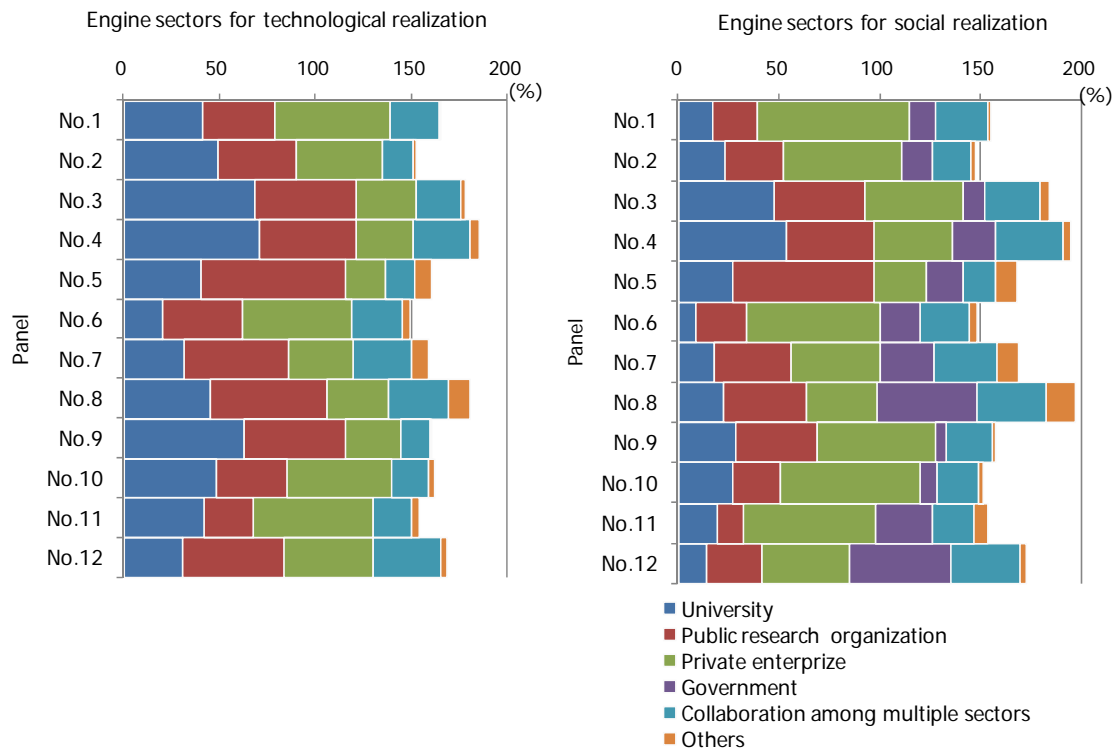 Engine sectors for technological realization
0 50 100 150 200
(%)
Panel
No.1
No.2
No.3
No.4
No.5
No.6
No.7
No.8
No.9
No.10
No.11
No.12
Engine sectors for social realization
0 50 100 150 200
(%)
Panel
No.1
No.2
No.3
No.4
No.5
No.6
No.7
No.8
No.9
No.10
No.11
No.12
University
Public research organization
Private enterprize
Government
Collaboration among multiple sectors
Others